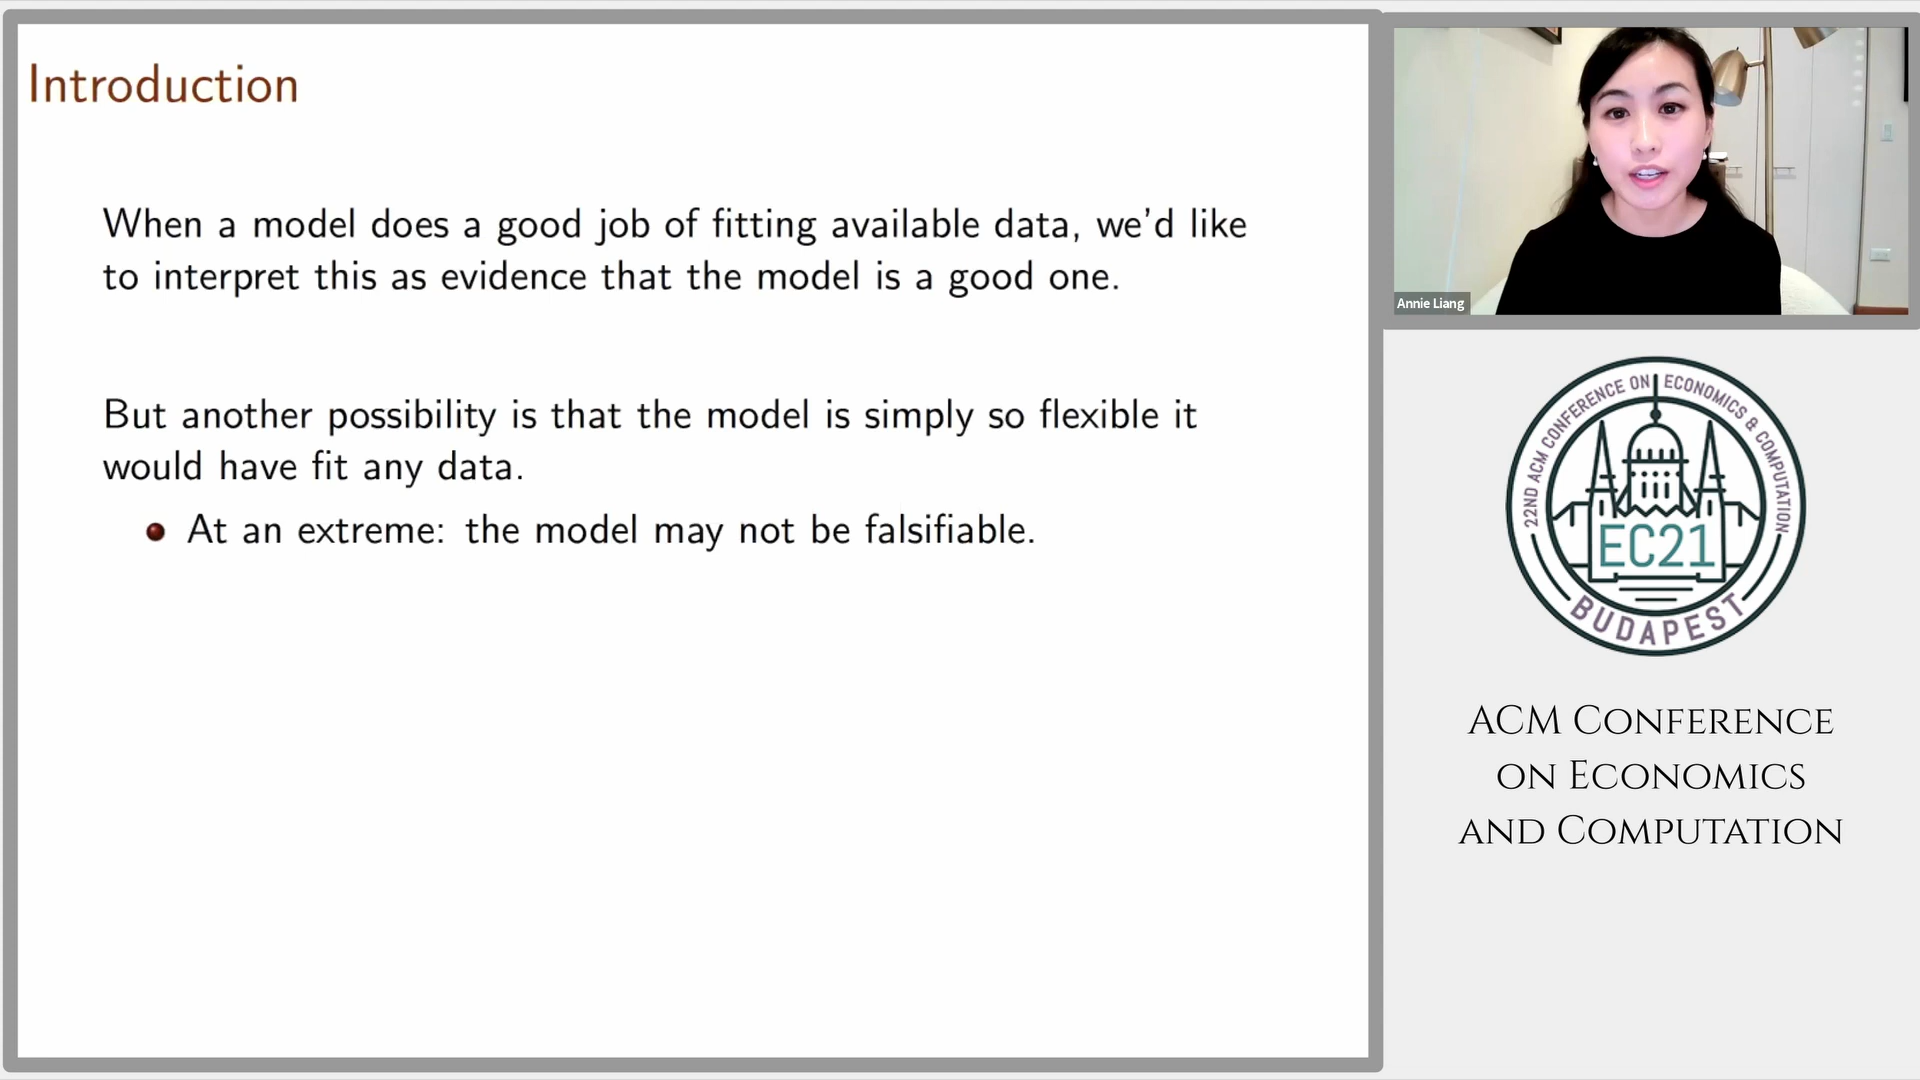 Introduction
When a model does a good job of fitting available data, we'd like
to interpret this as evidence that the model is a good one.
But another possibility is that the model is simply so flexible it
would have fit any data.
At an extreme: the model may not be falsifiable.
Annie Liang
22ND ACM CONFERENCE ON ECONOMICS & COMPUTATION
EC21
BUDAPEST
ACM CONFERENCE
ON ECONOMICS
AND COMPUTATION